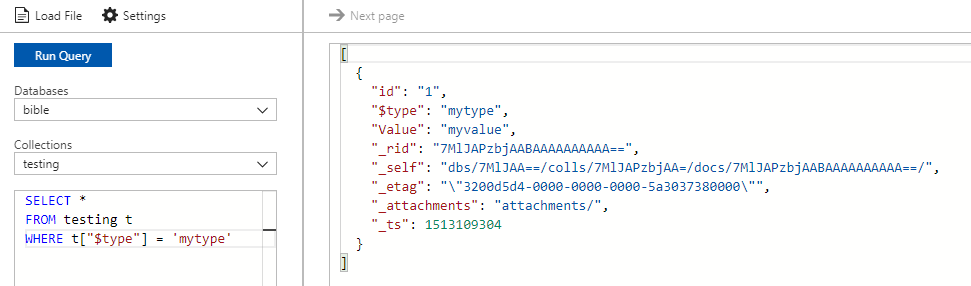 Load File
Settings
Run Query
Databases
bible
Collections
testing
SELECT *
FROM testing t
WHERE t["$type"] = 'mytype'
Next page
[
{
"id": "1",
"$type": "mytype",
"Value": "myvalue",
"_rid": "7MlJAPzbjAABAAAAAAAAAA==",
"_self": "dbs/7MlJAA==/colls/7MlJAPzbjAA=/docs/7MlJAPzbjAABAAAAAAAAAA==/",
"_etag": "\"3200d5d4-0000-0000-0000-5a3037380000\"",
"_attachments": "attachments/",
"_ts": 1513109304
}
]